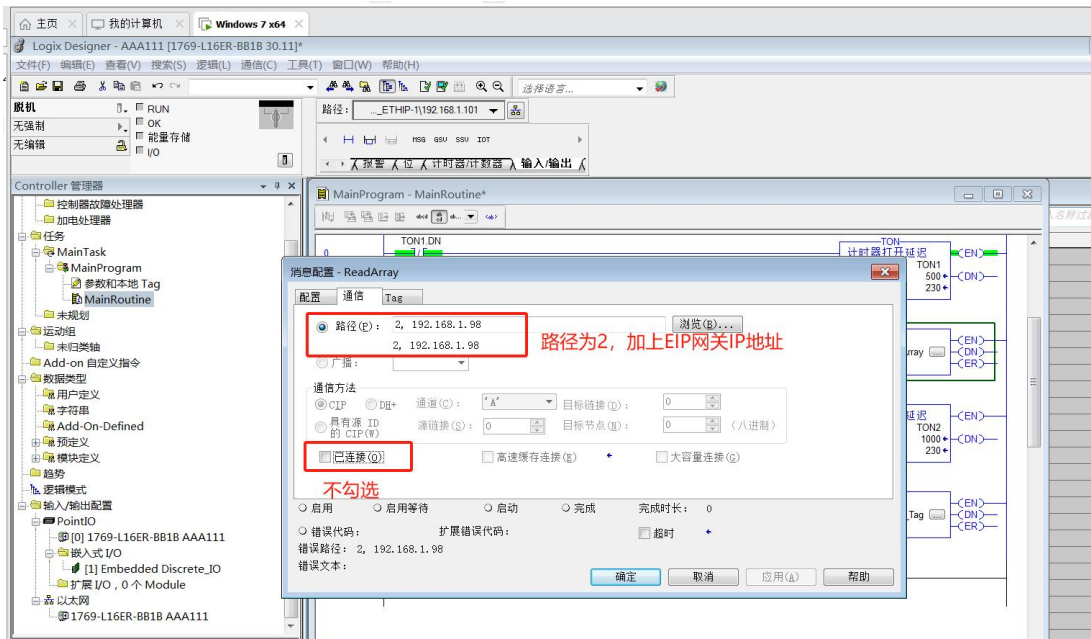 主页
我的计算机
Windows 7 x64
Logix Designer - AAA111 [1769-L16ER-BB1B 30.11]*
文件(F) 编辑(E) 查看(V) 搜索(S) 逻辑(L) 通信(C) 工具(T) 窗口(W) 帮助(H)
选择语言...
脱机
RUN
无强制
OK
能量存储
无编辑
I/O
路径: ..._ETHIP-1\192.168.1.101
MSG GSV SSV IOT
报警 位 计时器/计数器 输入/输出
Controller 管理器
控制器故障处理器
加电处理器
任务
MainTask
MainProgram
参数和本地 Tag
MainRoutine
未规划
运动组
未归类轴
Add-on 自定义指令
数据类型
用户定义
字符串
Add-On-Defined
预定义
模块定义
趋势
逻辑模式
输入/输出配置
PointIO
[0] 1769-L16ER-BB1B AAA111
嵌入式 I/O
[1] Embedded Discrete_IO
扩展 I/O , 0 个 Module
以太网
1769-L16ER-BB1B AAA111
MainProgram - MainRoutine*
0
TON1.DN
TON
计时器打开延迟
TON1
500
230
EN
DN
消息配置 - ReadArray
配置 通信 Tag
路径(P): 2, 192.168.1.98 浏览(B)...
2, 192.168.1.98
路径为2，加上EIP网关IP地址
广播:
通信方法
CIP DH+ 通道(C): 'A' 目标链接(D): 0
具有源 ID 的 CIP(W) 源链接(S): 0 目标节点(N): 0 (八进制)
已连接(O) 高速缓存连接(E) 大容量连接(G)
不勾选
启用 启用等待 启动 完成 完成时长: 0
错误代码: 扩展错误代码: 超时
错误路径: 2, 192.168.1.98
错误文本:
确定 取消 应用(A) 帮助
rray
EN
DN
ER
延迟
TON2
1000
230
EN
DN
_Tag
EN
DN
ER